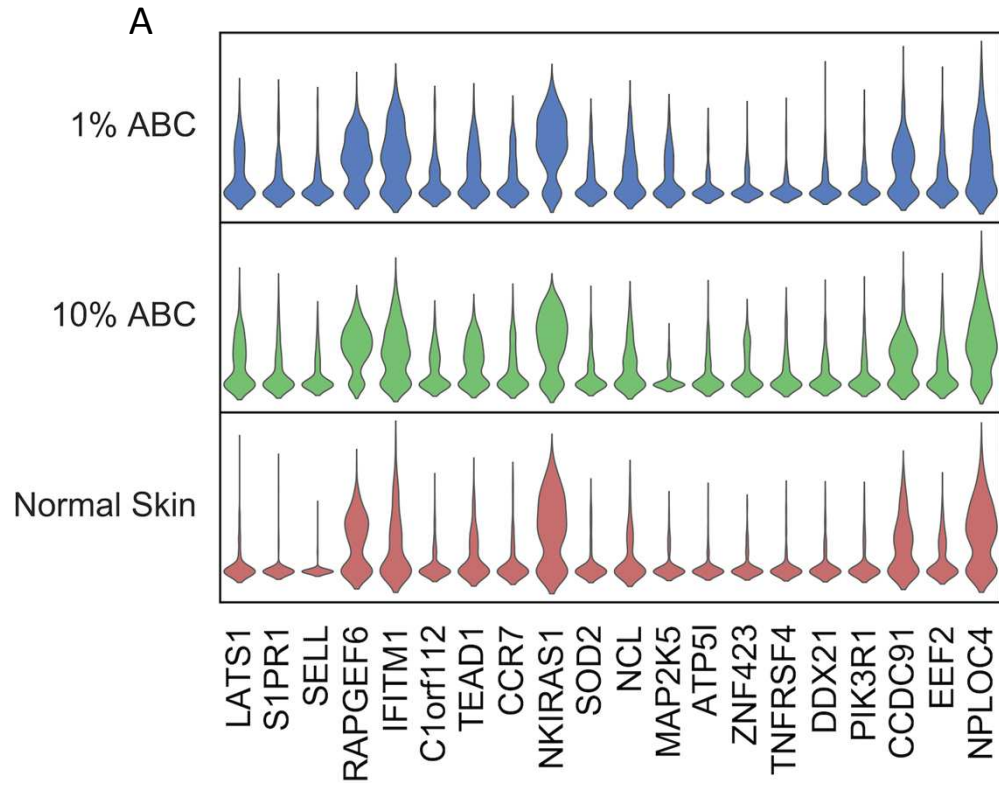 A
1% ABC
10% ABC
Normal Skin
LATS1
S1PR1
SELL
RAPGEF6
IFITM1
C1orf112
TEAD1
CCR7
NKIRAS1
SOD2
NCL
MAP2K5
ATP5I
ZNF423
TNFRSF4
DDX21
PIK3R1
CCDC91
EEF2
NPLOC4